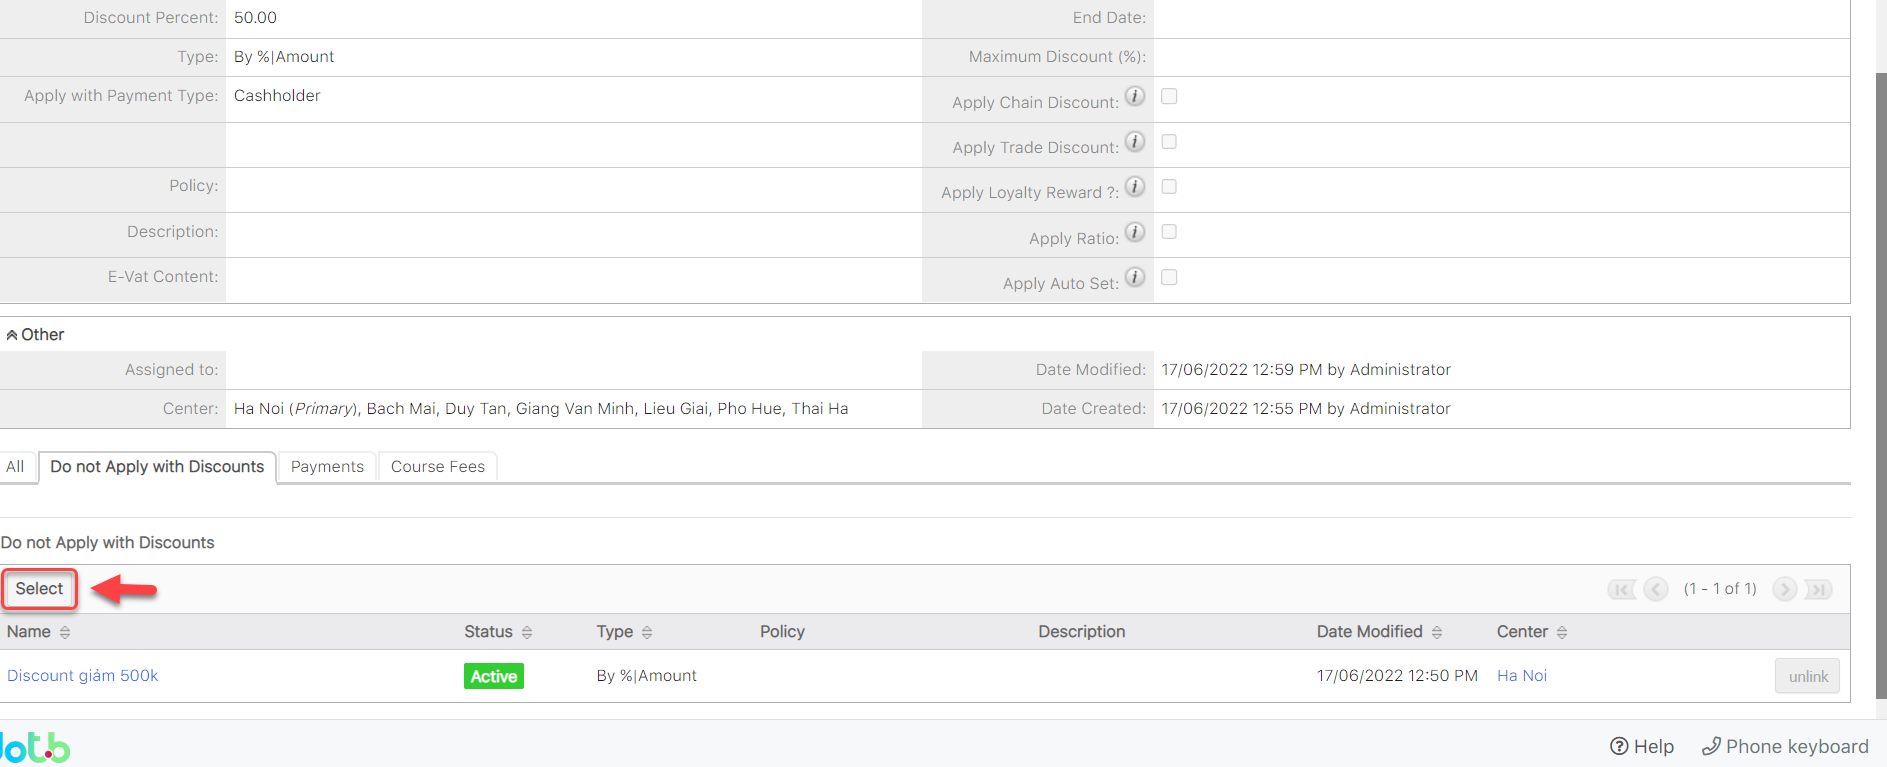 Discount Percent: 50.00 End Date:
Type: By %|Amount Maximum Discount (%):
Apply with Payment Type: Cashholder Apply Chain Discount: i
Apply Trade Discount: i
Policy: Apply Loyalty Reward ?: i
Description: Apply Ratio: i
E-Vat Content: Apply Auto Set: i
Other
Assigned to: Date Modified: 17/06/2022 12:59 PM by Administrator
Center: Ha Noi (Primary), Bach Mai, Duy Tan, Giang Van Minh, Lieu Giai, Pho Hue, Thai Ha Date Created: 17/06/2022 12:55 PM by Administrator
All Do not Apply with Discounts Payments Course Fees
Do not Apply with Discounts
Select (1 - 1 of 1)
Name Status Type Policy Description Date Modified Center
Discount giảm 500k Active By %|Amount 17/06/2022 12:50 PM Ha Noi unlink
dotb Help Phone keyboard